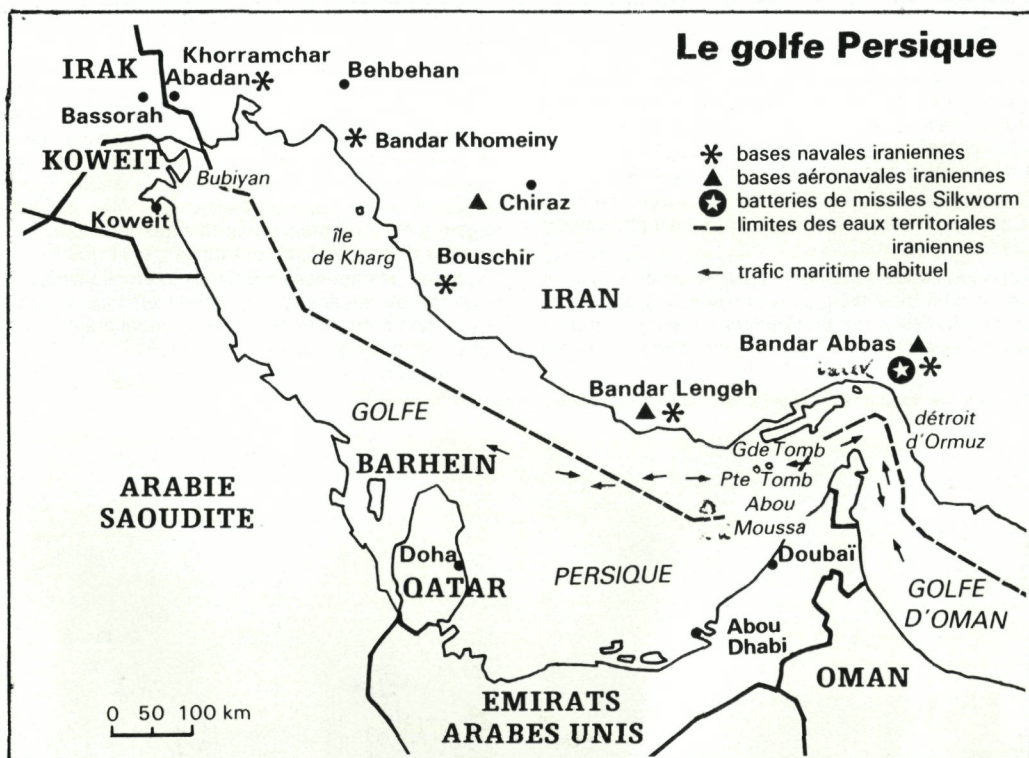 Le golfe Persique
IRAK
Khorramchar
Abadan
Behbehan
Bassorah
Bandar Khomeiny
KOWEIT
Bubiyan
Koweit
Chiraz
île
de Kharg
Bouschir
IRAN
bases navales iraniennes
bases aéronavales iraniennes
batteries de missiles Silkworm
limites des eaux territoriales
iraniennes
trafic maritime habituel
Bandar Abbas
Bandar Lengeh
détroit
d'Ormuz
GOLFE
Gde Tomb
BARHEIN
Pte Tomb
ARABIE
SAOUDITE
Abou
Moussa
Doha
QATAR
PERSIQUE
Doubaï
GOLFE
D'OMAN
Abou
Dhabi
OMAN
EMIRATS
ARABES UNIS
0 50 100 km